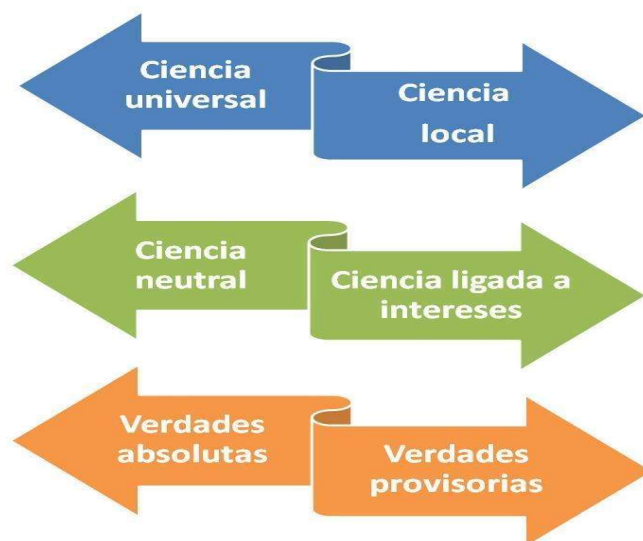 Ciencia
universal
Ciencia
local
Ciencia
neutral
Ciencia ligada a
intereses
Verdades
absolutas
Verdades
provisorias